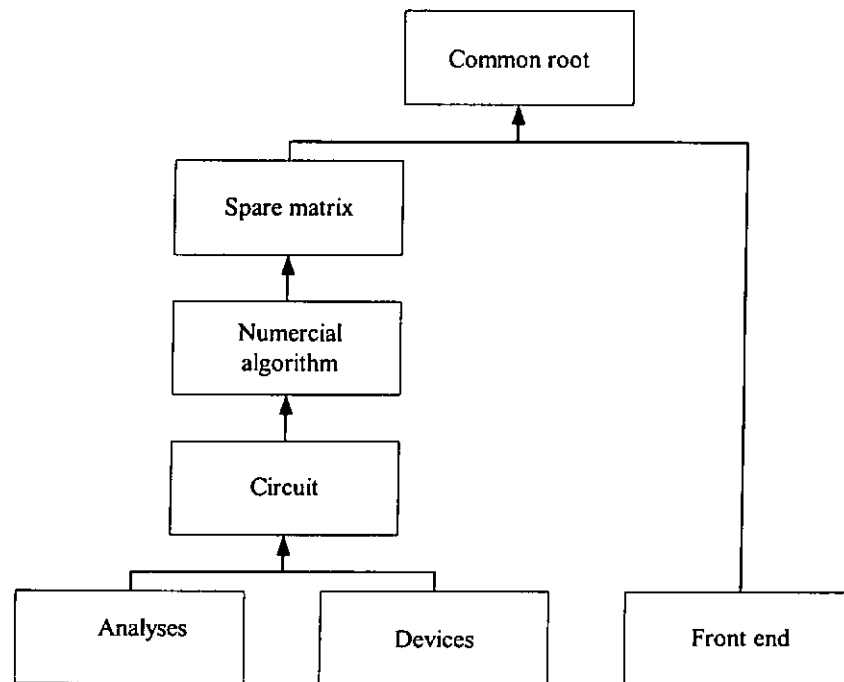 Common root
Spare matrix
Numercial
algorithm
Circuit
Analyses
Devices
Front end